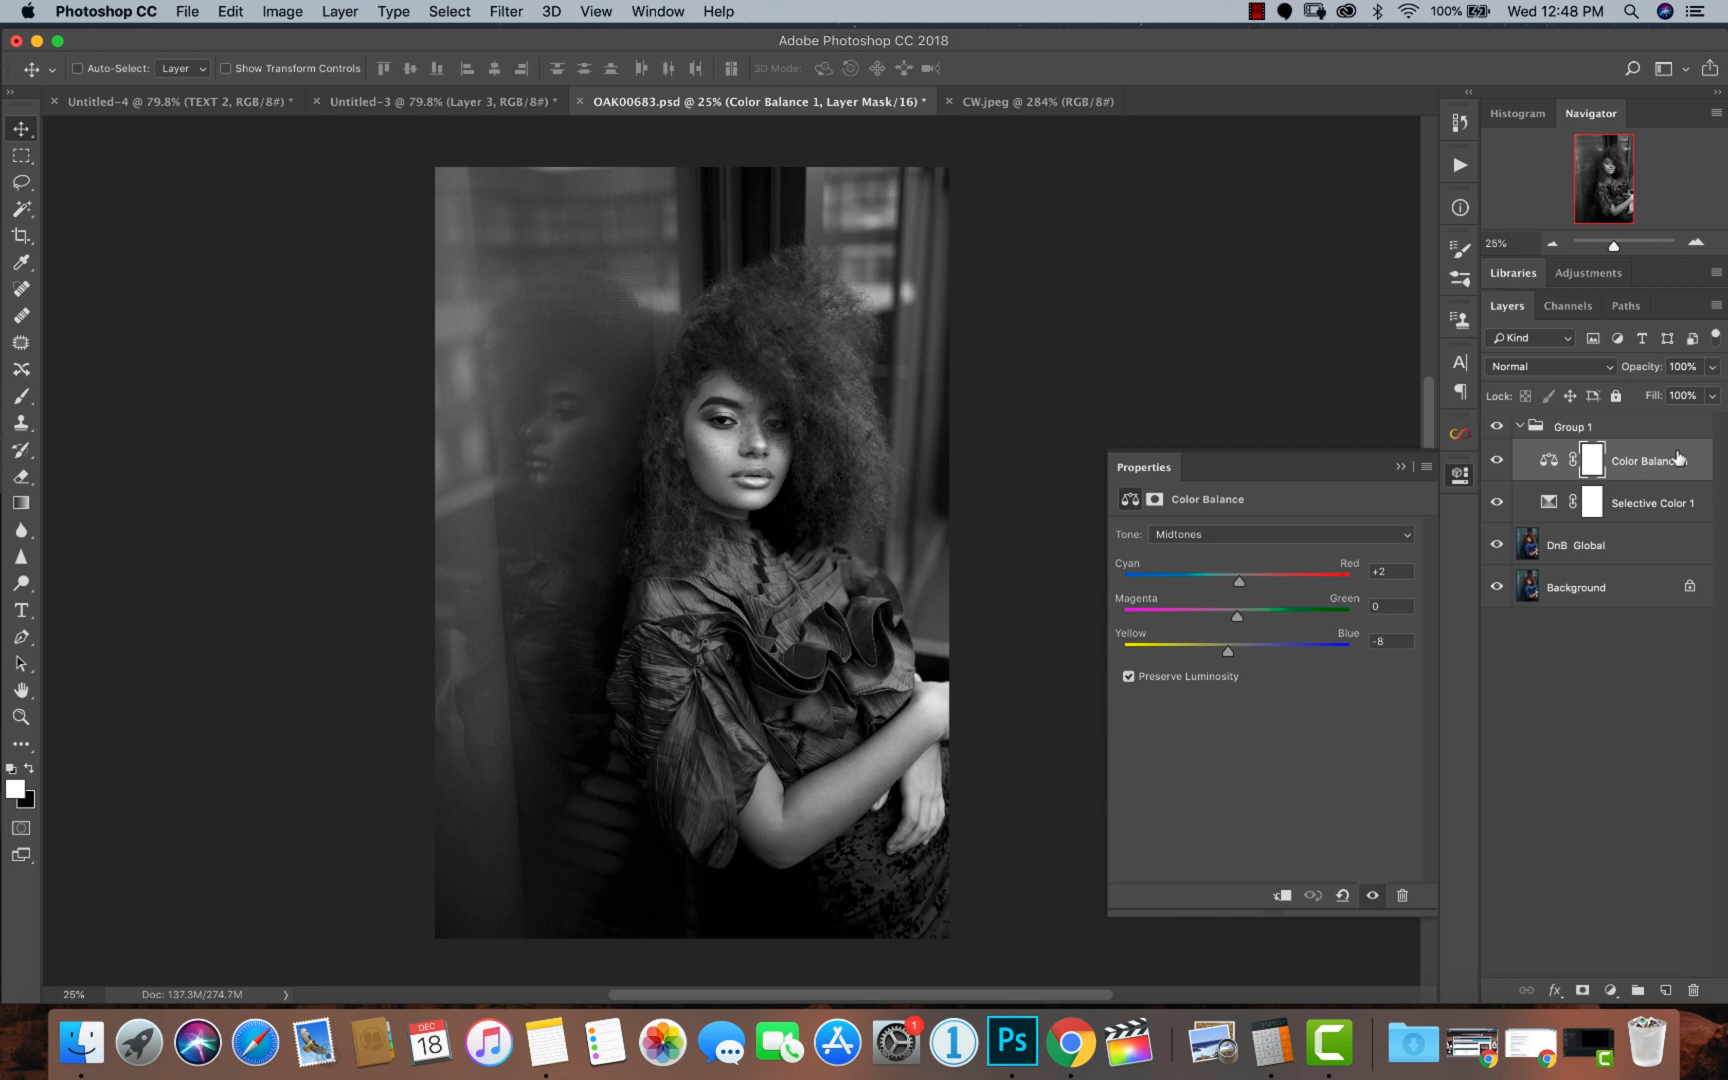 Photoshop CC File Edit Image Layer Type Select Filter 3D View Window Help 100% Wed 12:48 PM
Adobe Photoshop CC 2018
Auto-Select: Layer Show Transform Controls 3D Mode:
Untitled-4 @ 79.8% (TEXT 2, RGB/8#) * Untitled-3 @ 79.8% (Layer 3, RGB/8#) * OAK00683.psd @ 25% (Color Balance 1, Layer Mask/16) * CW.jpeg @ 284% (RGB/8#)
Histogram Navigator
25%
Libraries Adjustments
Layers Channels Paths
Kind
Normal Opacity: 100%
Lock: Fill: 100%
Group 1
Color Balanc
Selective Color 1
DnB Global
Background
Properties
Color Balance
Tone: Midtones
Cyan Red +2
Magenta Green 0
Yellow Blue -8
Preserve Luminosity
25% Doc: 137.3M/274.7M
fx
DEC
18
1
1
Ps